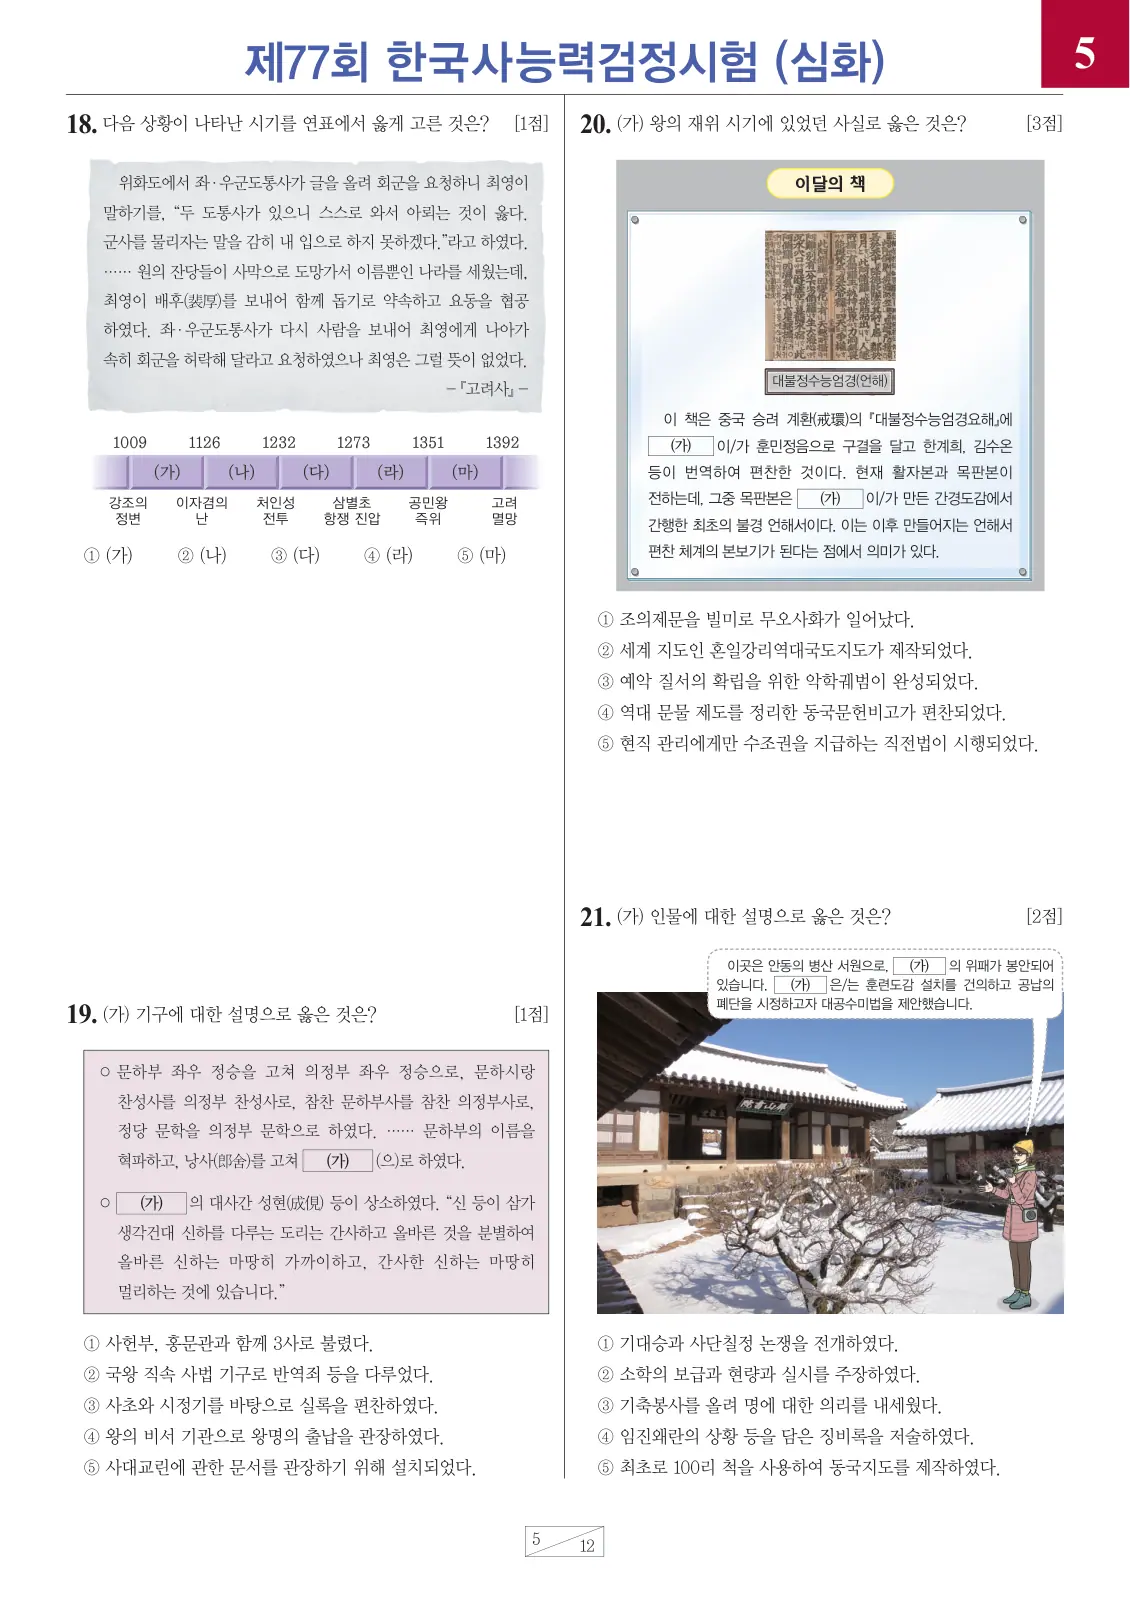 제77회 한국사능력검정시험 (심화)
5
18. 다음 상황이 나타난 시기를 연표에서 옳게 고른 것은? [1점]
위화도에서 좌·우군도통사가 글을 올려 회군을 요청하니 최영이
말하기를, “두 도통사가 있으니 스스로 와서 아뢰는 것이 옳다.
군사를 물리자는 말을 감히 내 입으로 하지 못하겠다.”라고 하였다.
…… 원의 잔당들이 사막으로 도망가서 이름뿐인 나라를 세웠는데,
최영이 배후(裴厚)를 보내어 함께 돕기로 약속하고 요동을 협공
하였다. 좌·우군도통사가 다시 사람을 보내어 최영에게 나아가
속히 회군을 허락해 달라고 요청하였으나 최영은 그럴 뜻이 없었다.
-『고려사』-
1009 1126 1232 1273 1351 1392
(가) (나) (다) (라) (마)
강조의 이자겸의 처인성 삼별초 공민왕 고려
정변 난 전투 항쟁 진압 즉위 멸망
① (가) ② (나) ③ (다) ④ (라) ⑤ (마)
19. (가) 기구에 대한 설명으로 옳은 것은? [1점]
○ 문하부 좌우 정승을 고쳐 의정부 좌우 정승으로, 문하시랑
찬성사를 의정부 찬성사로, 참찬 문하부사를 참찬 의정부사로,
정당 문학을 의정부 문학으로 하였다. …… 문하부의 이름을
혁파하고, 낭사(郎舍)를 고쳐 (가) (으)로 하였다.
○ (가) 의 대사간 성현(成俔) 등이 상소하였다. “신 등이 삼가
생각건대 신하를 다루는 도리는 간사하고 올바른 것을 분별하여
올바른 신하는 마땅히 가까이하고, 간사한 신하는 마땅히
멀리하는 것에 있습니다.”
① 사헌부, 홍문관과 함께 3사로 불렸다.
② 국왕 직속 사법 기구로 반역죄 등을 다루었다.
③ 사초와 시정기를 바탕으로 실록을 편찬하였다.
④ 왕의 비서 기관으로 왕명의 출납을 관장하였다.
⑤ 사대교린에 관한 문서를 관장하기 위해 설치되었다.
20. (가) 왕의 재위 시기에 있었던 사실로 옳은 것은? [3점]
이달의 책
대불정수능엄경(언해)
이 책은 중국 승려 계환(戒環)의 『대불정수능엄경요해』에
(가) 이/가 훈민정음으로 구결을 달고 한계희, 김수온
등이 번역하여 편찬한 것이다. 현재 활자본과 목판본이
전하는데, 그중 목판본은 (가) 이/가 만든 간경도감에서
간행한 최초의 불경 언해서이다. 이는 이후 만들어지는 언해서
편찬 체계의 본보기가 된다는 점에서 의미가 있다.
① 조의제문을 빌미로 무오사화가 일어났다.
② 세계 지도인 혼일강리역대국도지도가 제작되었다.
③ 예악 질서의 확립을 위한 악학궤범이 완성되었다.
④ 역대 문물 제도를 정리한 동국문헌비고가 편찬되었다.
⑤ 현직 관리에게만 수조권을 지급하는 직전법이 시행되었다.
21. (가) 인물에 대한 설명으로 옳은 것은? [2점]
이곳은 안동의 병산 서원으로, (가) 의 위패가 봉안되어
있습니다. (가) 은/는 훈련도감 설치를 건의하고 공납의
폐단을 시정하고자 대공수미법을 제안했습니다.
① 기대승과 사단칠정 논쟁을 전개하였다.
② 소학의 보급과 현량과 실시를 주장하였다.
③ 기축봉사를 올려 명에 대한 의리를 내세웠다.
④ 임진왜란의 상황 등을 담은 징비록을 저술하였다.
⑤ 최초로 100리 척을 사용하여 동국지도를 제작하였다.
5
12